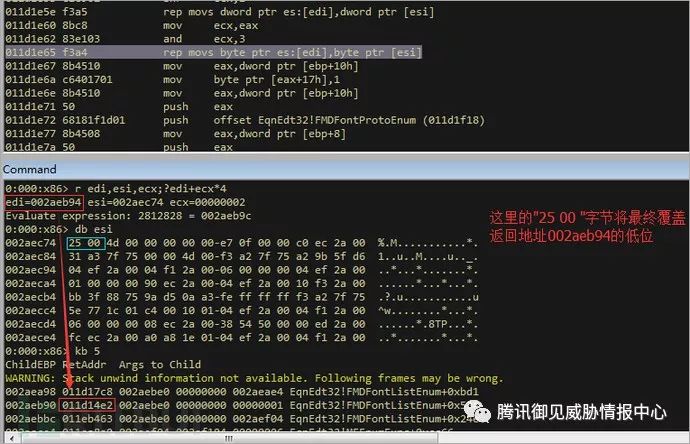 011d1e5e f3a5 rep movs dword ptr es:[edi],dword ptr [esi]
011d1e60 8bc8 mov ecx,eax
011d1e62 83e103 and ecx,3
011d1e65 f3a4 rep movs byte ptr es:[edi],byte ptr [esi]
011d1e67 8b4510 mov eax,dword ptr [ebp+10h]
011d1e6a c6401701 mov byte ptr [eax+17h],1
011d1e6e 8b4510 mov eax,dword ptr [ebp+10h]
011d1e71 50 push eax
011d1e72 68181f1d01 push offset EqnEdt32!FMDFontProtoEnum (011d1f18)
011d1e77 8b4508 mov eax,dword ptr [ebp+8]
011d1e7a 50 push eax
Command
0:000:x86> r edi,esi,ecx;?edi+ecx*4
edi=002aeb94 esi=002aec74 ecx=00000002
Evaluate expression: 2812828 = 002aeb9c
0:000:x86> db esi
002aec74 25 00 4d 00 00 00 00 00-e7 0f 00 00 c0 ec 2a 00 %.M...........*.
002aec84 31 a3 7f 75 00 00 4d 00-f3 a2 7f 75 a2 9b 5f d6 1..u..M....u.._.
002aec94 04 ef 2a 00 04 f1 2a 00-06 00 00 00 04 ef 2a 00 ..*...*.......*.
002aeca4 01 00 00 00 90 ec 2a 00-04 ef 2a 00 10 f3 2a 00 ......*...*...*.
002aecb4 bb 3f 88 75 9a d5 0a a3-fe ff ff ff f3 a2 7f 75 .?.u...........u
002aecc4 5e 77 1c 01 c4 00 10 01-04 ef 2a 00 04 f1 2a 00 ^w........*...*.
002aecd4 06 00 00 00 08 ec 2a 00-38 54 50 00 00 ed 2a 00 ......*.8TP...*.
002aece4 fc ec 2a 00 a0 a8 1e 01-04 ef 2a 00 04 f1 2a 00 ..*.......*...*.
0:000:x86> kb 5
ChildEBP RetAddr Args to Child
WARNING: Stack unwind information not available. Following frames may be wrong.
002aea98 011d17c8 002aebe0 00000000 002aeae4 EqnEdt32!FMDFontListEnum+0xbd1
002aeb90 011d14e2 002aebe0 00000000 00000001 EqnEdt32!FMDFontListEnum+0x5
011eb463 002aebe0 00000000 002aef04 EqnEdt32!FMDFontListEnum+0x24
这里的"25 00 "字节将最终覆盖
返回地址002aeb94的低位
腾讯御见威胁情报中心